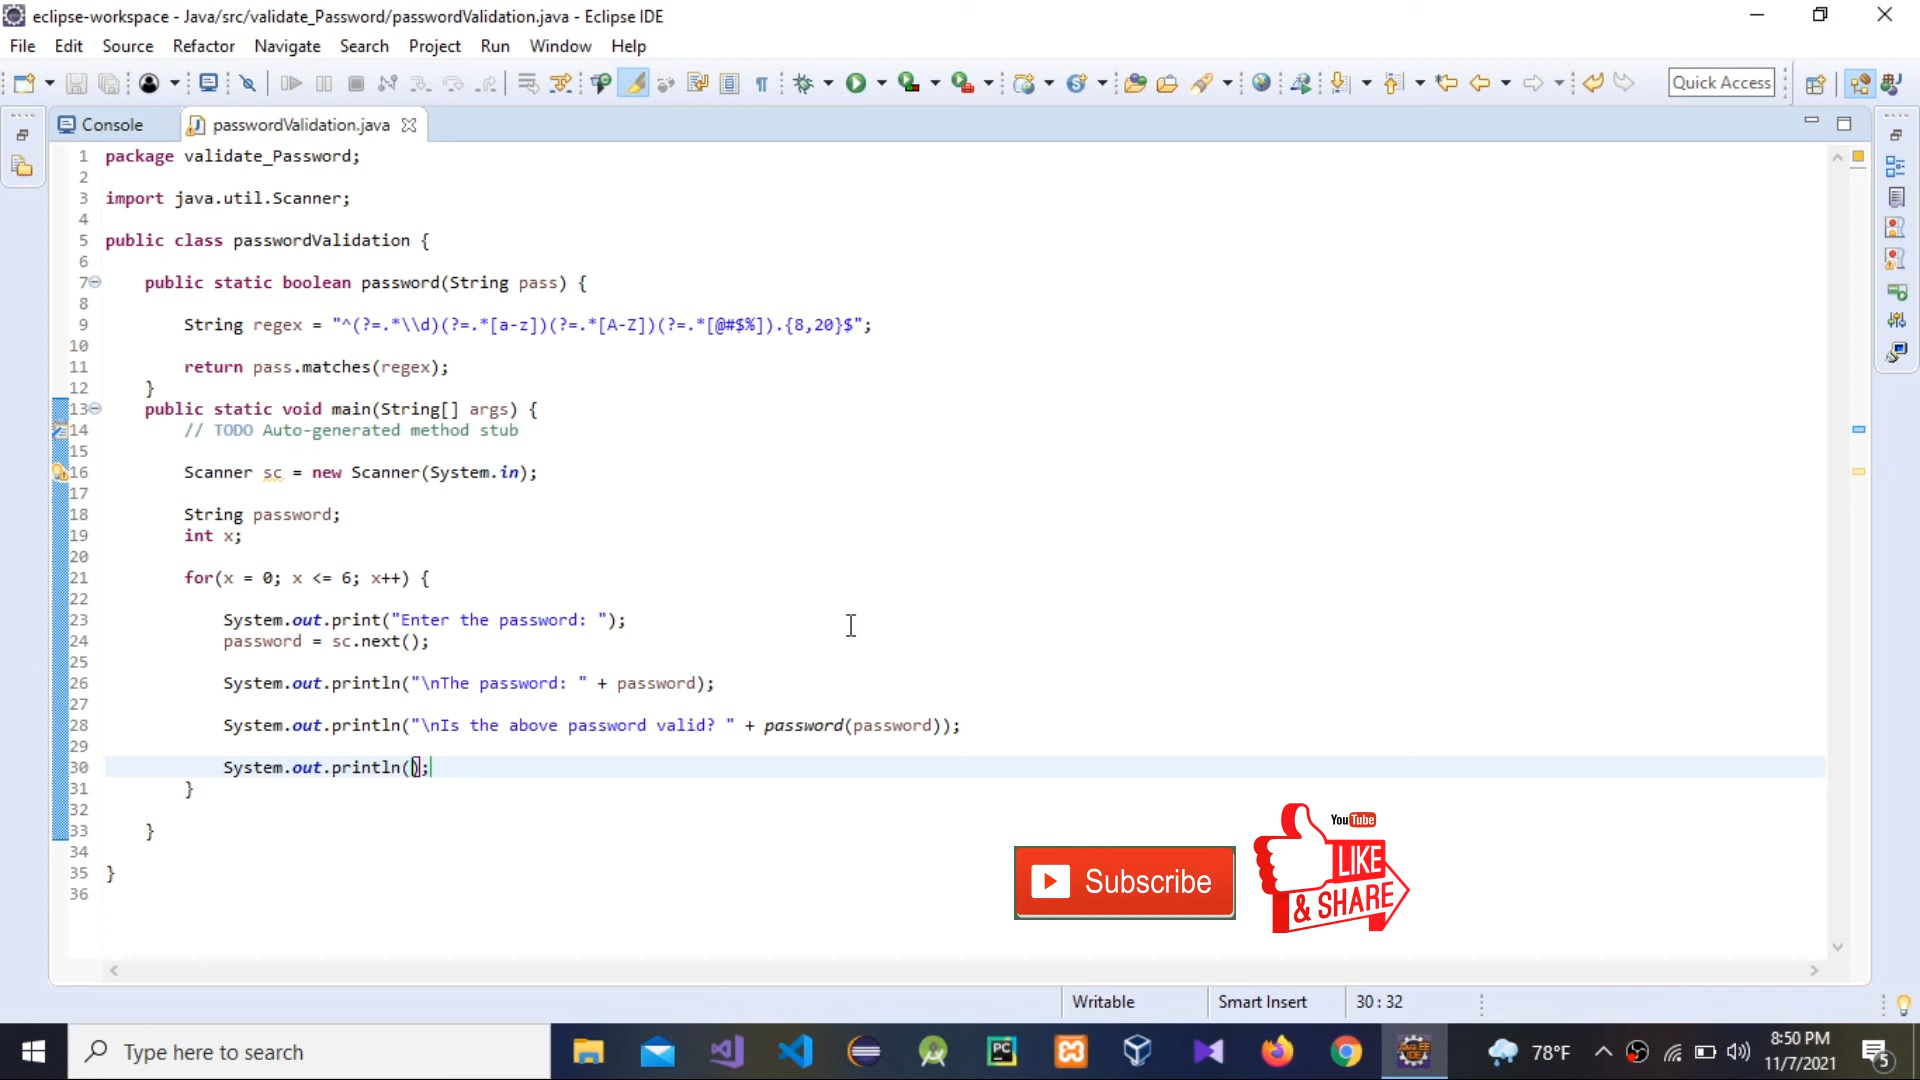 eclipse-workspace - Java/src/validate_Password/passwordValidation.java - Eclipse IDE
File Edit Source Refactor Navigate Search Project Run Window Help
Quick Access
Console passwordValidation.java
1 package validate_Password;
2
3 import java.util.Scanner;
4
5 public class passwordValidation {
6
7 public static boolean password(String pass) {
8
9 String regex = "^(?=.*\\d)(?=.*[a-z])(?=.*[A-Z])(?=.*[@#$%]).{8,20}$";
10
11 return pass.matches(regex);
12 }
13 public static void main(String[] args) {
14 // TODO Auto-generated method stub
15
16 Scanner sc = new Scanner(System.in);
17
18 String password;
19 int x;
20
21 for(x = 0; x <= 6; x++) {
22
23 System.out.print("Enter the password: ");
24 password = sc.next();
25
26 System.out.println("\nThe password: " + password);
27
28 System.out.println("\nIs the above password valid? " + password(password));
29
30 System.out.println();
31 }
32
33 }
34
35 }
36
YouTube
LIKE
& SHARE
Subscribe
Writable Smart Insert 30 : 32
Type here to search
PC
JAVA EE IDE
78°F
8:50 PM
11/7/2021
5